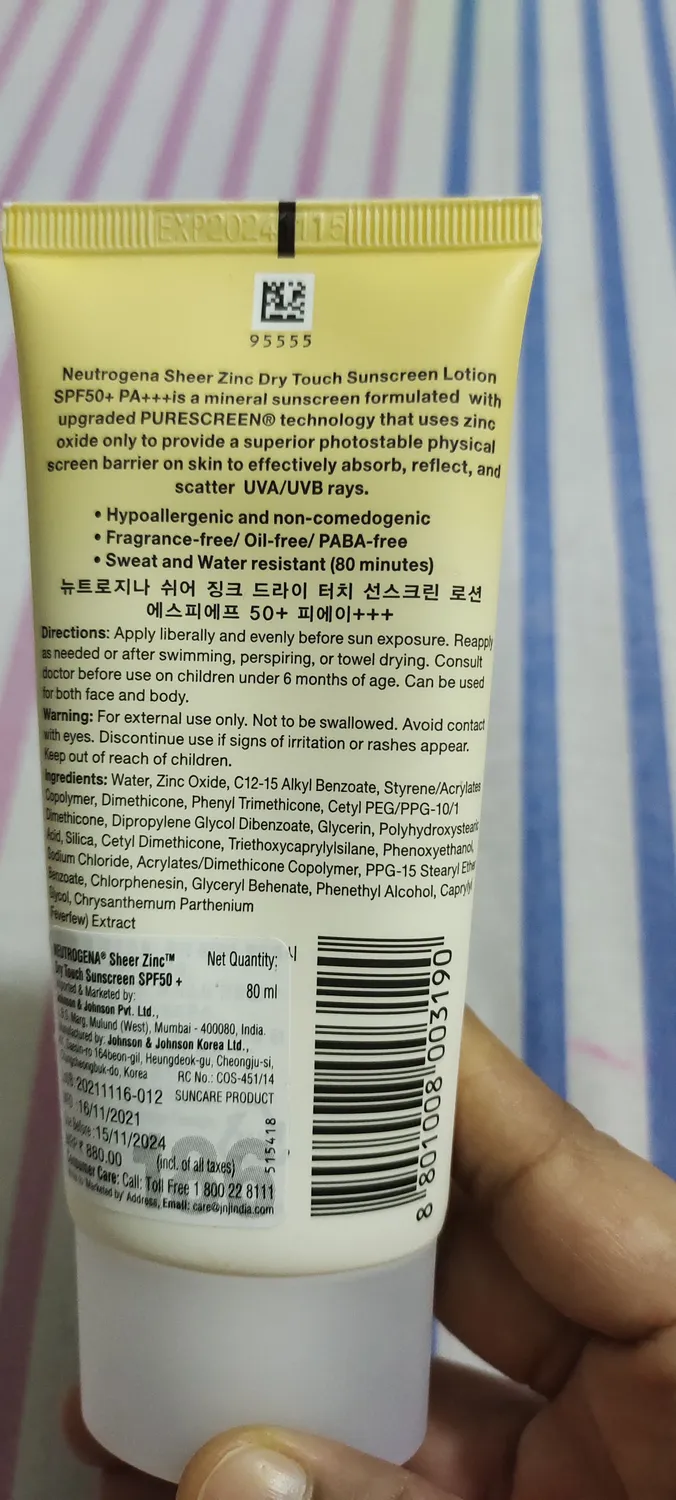 EXP20241115
95555
Neutrogena Sheer Zinc Dry Touch Sunscreen Lotion
SPF50+ PA+++is a mineral sunscreen formulated with
upgraded PURESCREEN® technology that uses zinc
oxide only to provide a superior photostable physical
screen barrier on skin to effectively absorb, reflect, and
scatter UVA/UVB rays.
• Hypoallergenic and non-comedogenic
• Fragrance-free/ Oil-free/ PABA-free
• Sweat and Water resistant (80 minutes)
뉴트로지나 쉬어 징크 드라이 터치 선스크린 로션
에스피에프 50+ 피에이+++
Directions: Apply liberally and evenly before sun exposure. Reapply
as needed or after swimming, perspiring, or towel drying. Consult
doctor before use on children under 6 months of age. Can be used
for both face and body.
Warning: For external use only. Not to be swallowed. Avoid contact
with eyes. Discontinue use if signs of irritation or rashes appear.
Keep out of reach of children.
Ingredients: Water, Zinc Oxide, C12-15 Alkyl Benzoate, Styrene/Acrylates
Copolymer, Dimethicone, Phenyl Trimethicone, Cetyl PEG/PPG-10/1
Dimethicone, Dipropylene Glycol Dibenzoate, Glycerin, Polyhydroxystearic
Acid, Silica, Cetyl Dimethicone, Triethoxycaprylylsilane, Phenoxyethanol,
Sodium Chloride, Acrylates/Dimethicone Copolymer, PPG-15 Stearyl Ether
Benzoate, Chlorphenesin, Glyceryl Behenate, Phenethyl Alcohol, Caprylyl
Glycol, Chrysanthemum Parthenium
(Feverfew) Extract
NEUTROGENA® Sheer Zinc™ Net Quantity:
Dry Touch Sunscreen SPF50 + 80 ml
& Marketed by:
& Johnson Pvt. Ltd.,
Marg, Mulund (West), Mumbai - 400080, India.
by: Johnson & Johnson Korea Ltd.,
164beon-gil, Heungdeok-gu, Cheongju-si,
Korea RC No.: COS-451/14
20211116-012 SUNCARE PRODUCT
16/11/2021
15/11/2024
880.00 (incl. of all taxes)
Care: Call: Toll Free 1 800 22 8111
Marketed by Address, Email: care@jnjindia.com
515418
8 801008 003190